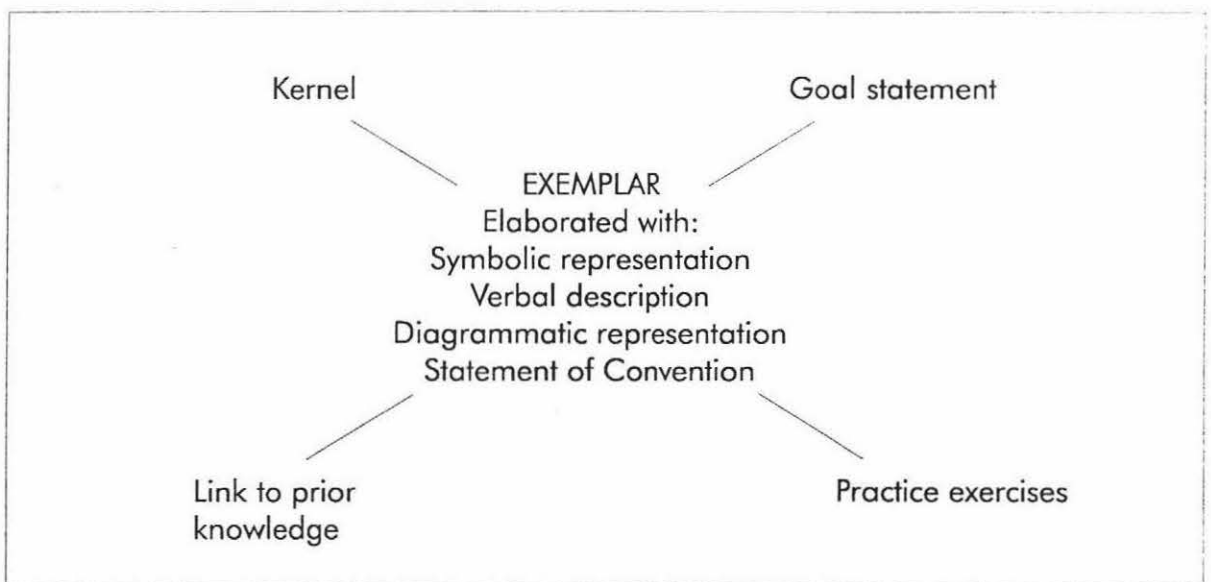 Kernel
Goal statement
EXEMPLAR
Elaborated with:
Symbolic representation
Verbal description
Diagrammatic representation
Statement of Convention
Link to prior
knowledge
Practice exercises